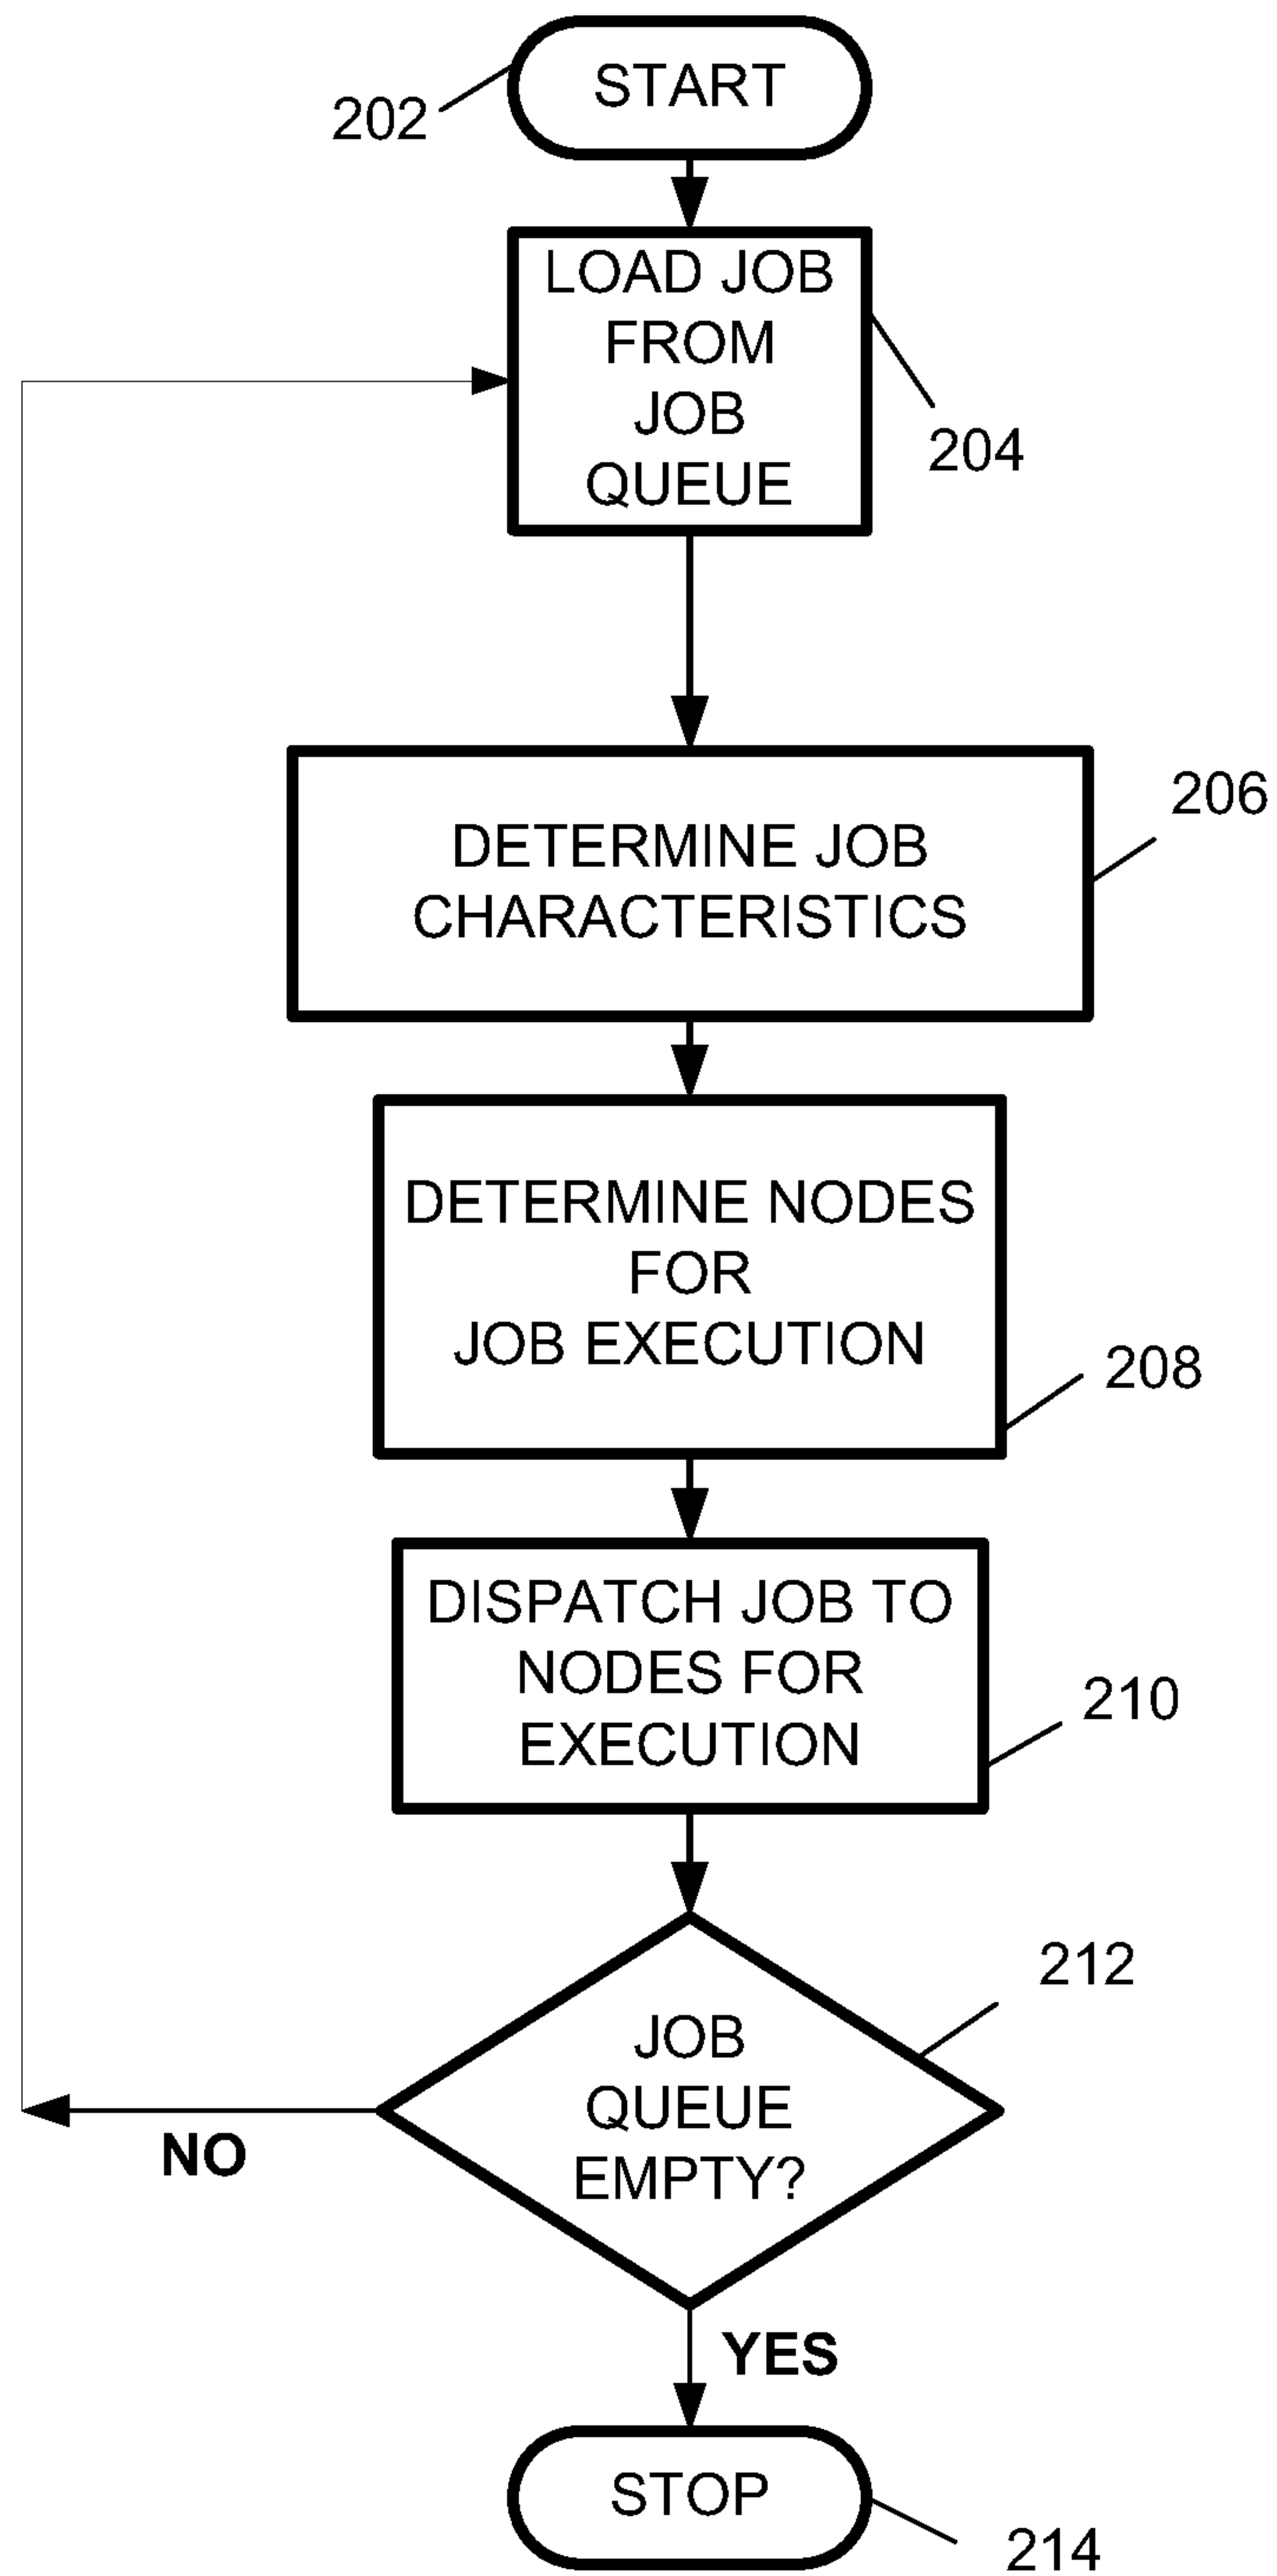 START
202
LOAD JOB
FROM
JOB
QUEUE
204
206
DETERMINE JOB
CHARACTERISTICS
DETERMINE NODES
FOR
JOB EXECUTION
208
DISPATCH JOB TO
NODES FOR
EXECUTION
210
212
JOB
QUEUE
EMPTY?
NO
YES
STOP
214